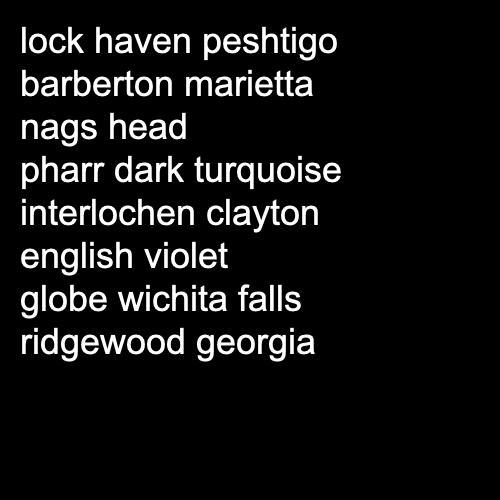 lock haven peshtigo
barberton marietta
nags head
pharr dark turquoise
interlochen clayton
english violet
globe wichita falls
ridgewood georgia